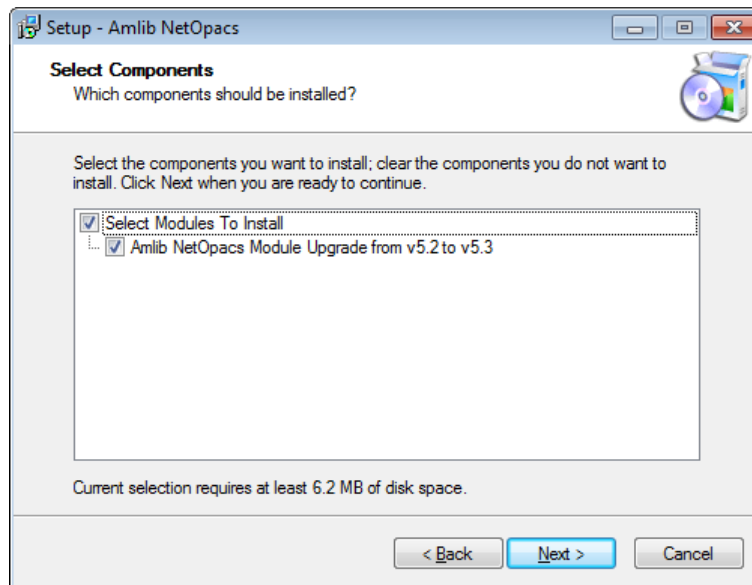 Setup - Amlib NetOpacs
Select Components
Which components should be installed?
Select the components you want to install; clear the components you do not want to
install. Click Next when you are ready to continue.
Select Modules To Install
Amlib NetOpacs Module Upgrade from v5.2 to v5.3
Current selection requires at least 6.2 MB of disk space.
< Back
Next >
Cancel